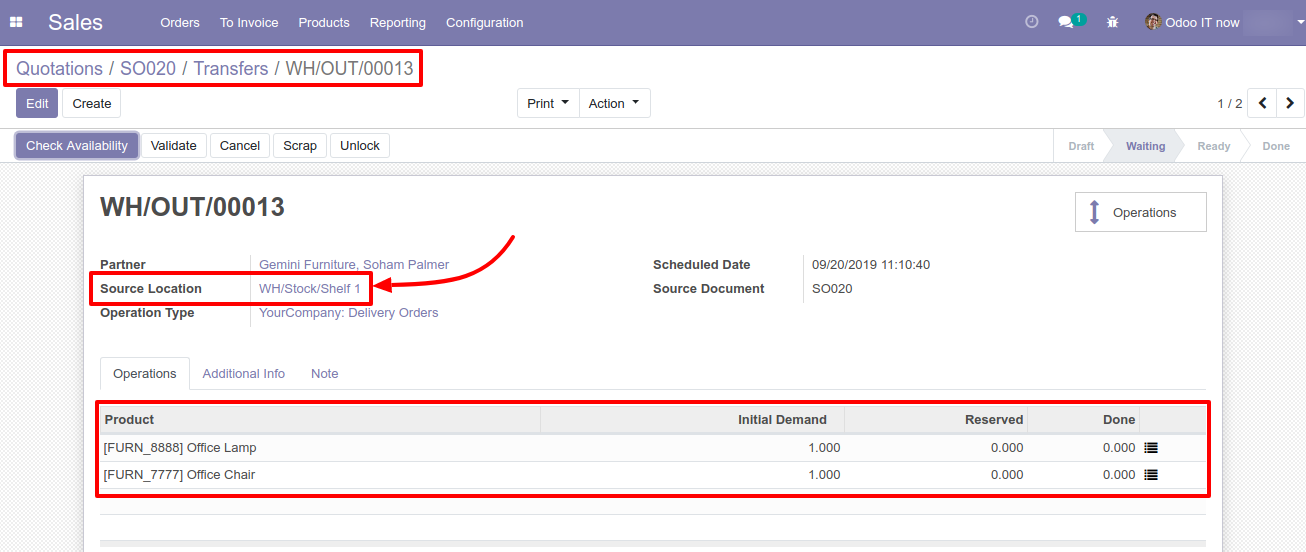 Sales Orders To Invoice Products Reporting Configuration 1 Odoo IT now
Quotations / SO020 / Transfers / WH/OUT/00013
Edit Create Print Action 1 / 2
Check Availability Validate Cancel Scrap Unlock Draft Waiting Ready Done
WH/OUT/00013
Operations
Partner Gemini Furniture, Soham Palmer Scheduled Date 09/20/2019 11:10:40
Source Location WH/Stock/Shelf 1 Source Document SO020
Operation Type YourCompany: Delivery Orders
Operations Additional Info Note
Product Initial Demand Reserved Done
[FURN_8888] Office Lamp 1.000 0.000 0.000
[FURN_7777] Office Chair 1.000 0.000 0.000